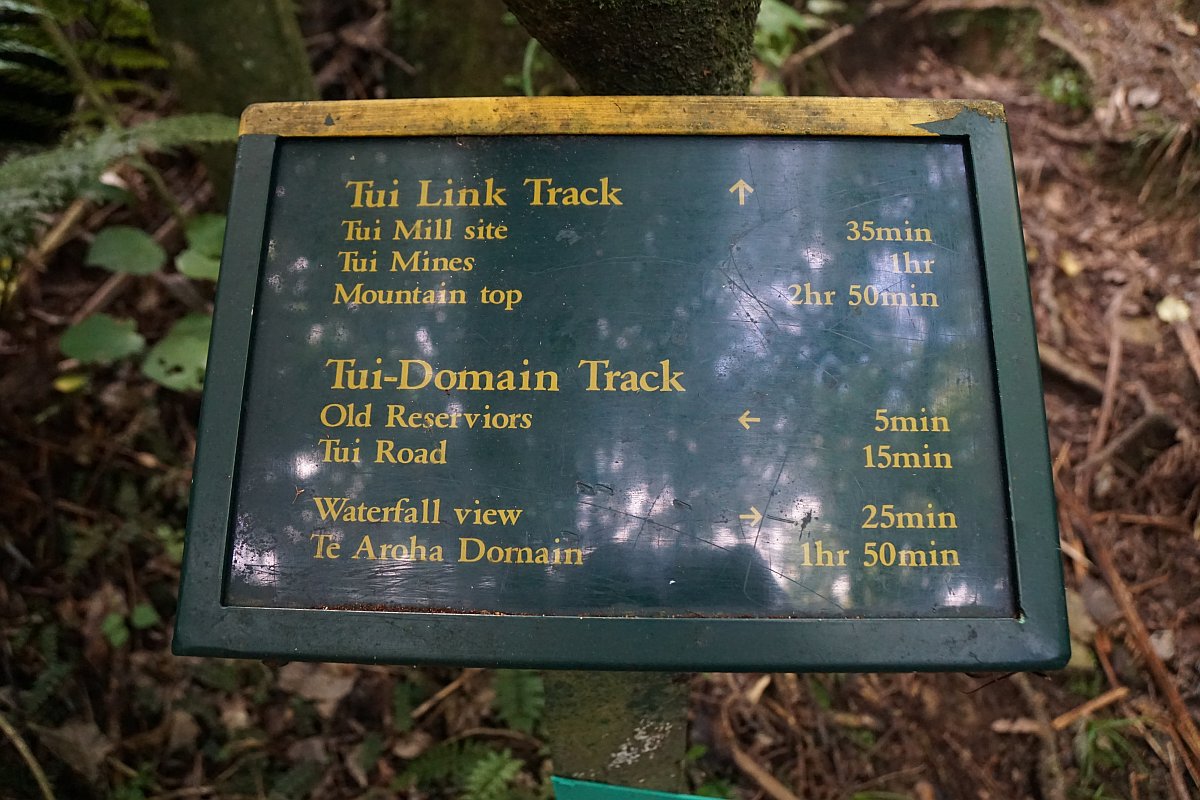 Tui Link Track ↑
Tui Mill site 35min
Tui Mines 1hr
Mountain top 2hr 50min
Tui-Domain Track
Old Reserviors ← 5min
Tui Road 15min
Waterfall view → 25min
Te Aroha Domain 1hr 50min